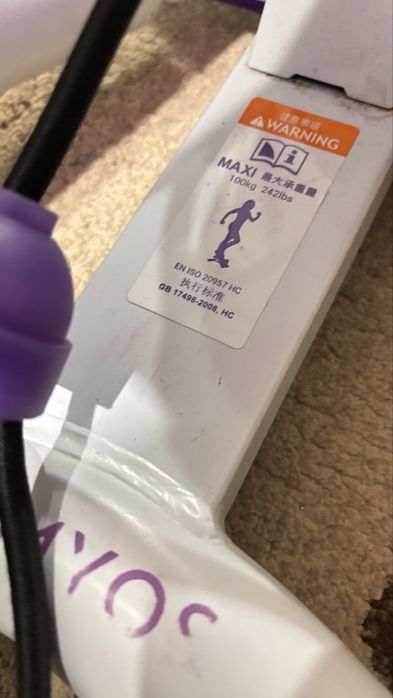 注意事项
WARNING
MAXI 最大承重量
100kg 242lbs
EN ISO 20957 HC
执行标准
GB 17498-2008, HC